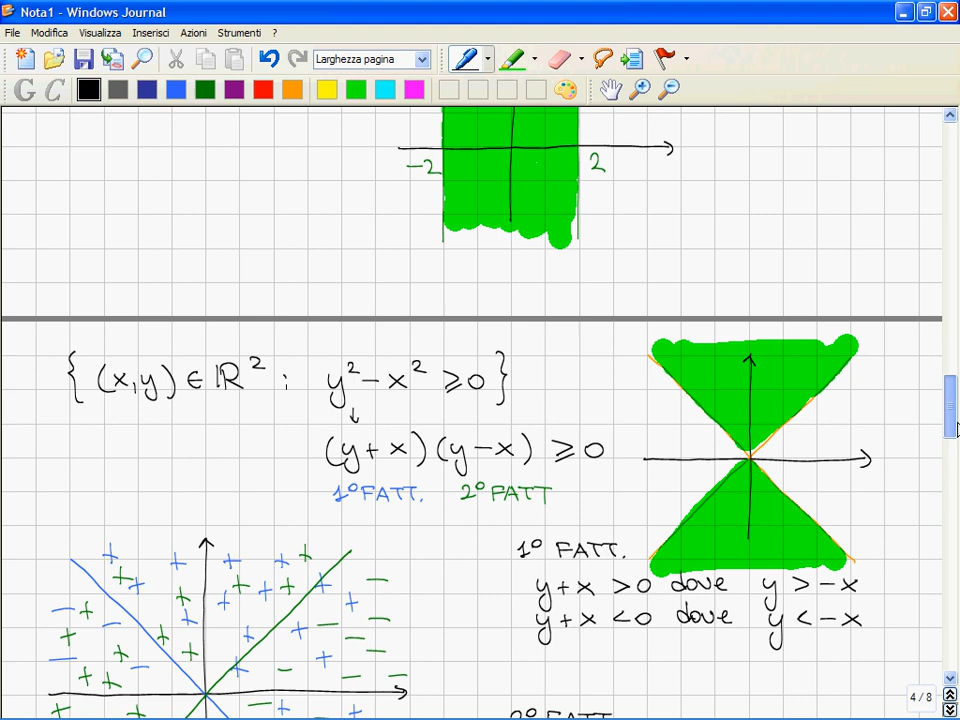 Nota1 - Windows Journal
File Modifica Visualizza Inserisci Azioni Strumenti ?
Larghezza pagina
G C
-2 2
{ (x,y) ∈ ℝ² : y² - x² ≥ 0 }
↓
(y + x) (y - x) ≥ 0
1° FATT. 2° FATT
1° FATT.
y + x > 0 dove y > - x
y + x < 0 dove y < - x
4 / 8